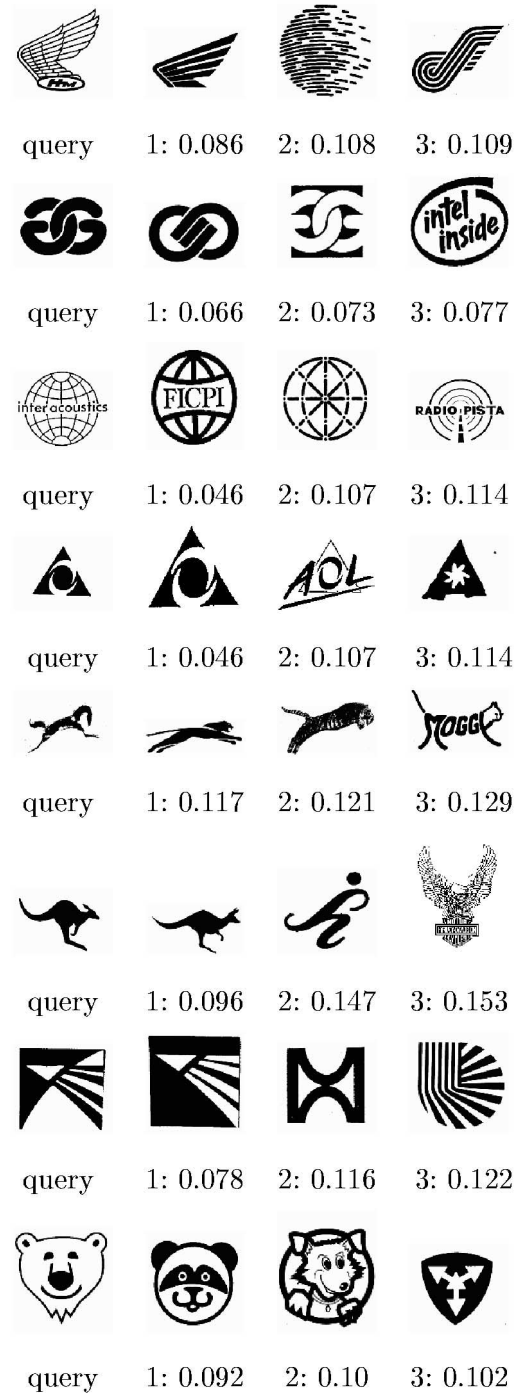 HM
query 1: 0.086 2: 0.108 3: 0.109
intel
inside
query 1: 0.066 2: 0.073 3: 0.077
inter acoustics FICPI RADIO PISTA
query 1: 0.046 2: 0.107 3: 0.114
AOL
query 1: 0.046 2: 0.107 3: 0.114
MOGGY
query 1: 0.117 2: 0.121 3: 0.129
query 1: 0.096 2: 0.147 3: 0.153
query 1: 0.078 2: 0.116 3: 0.122
query 1: 0.092 2: 0.10 3: 0.102